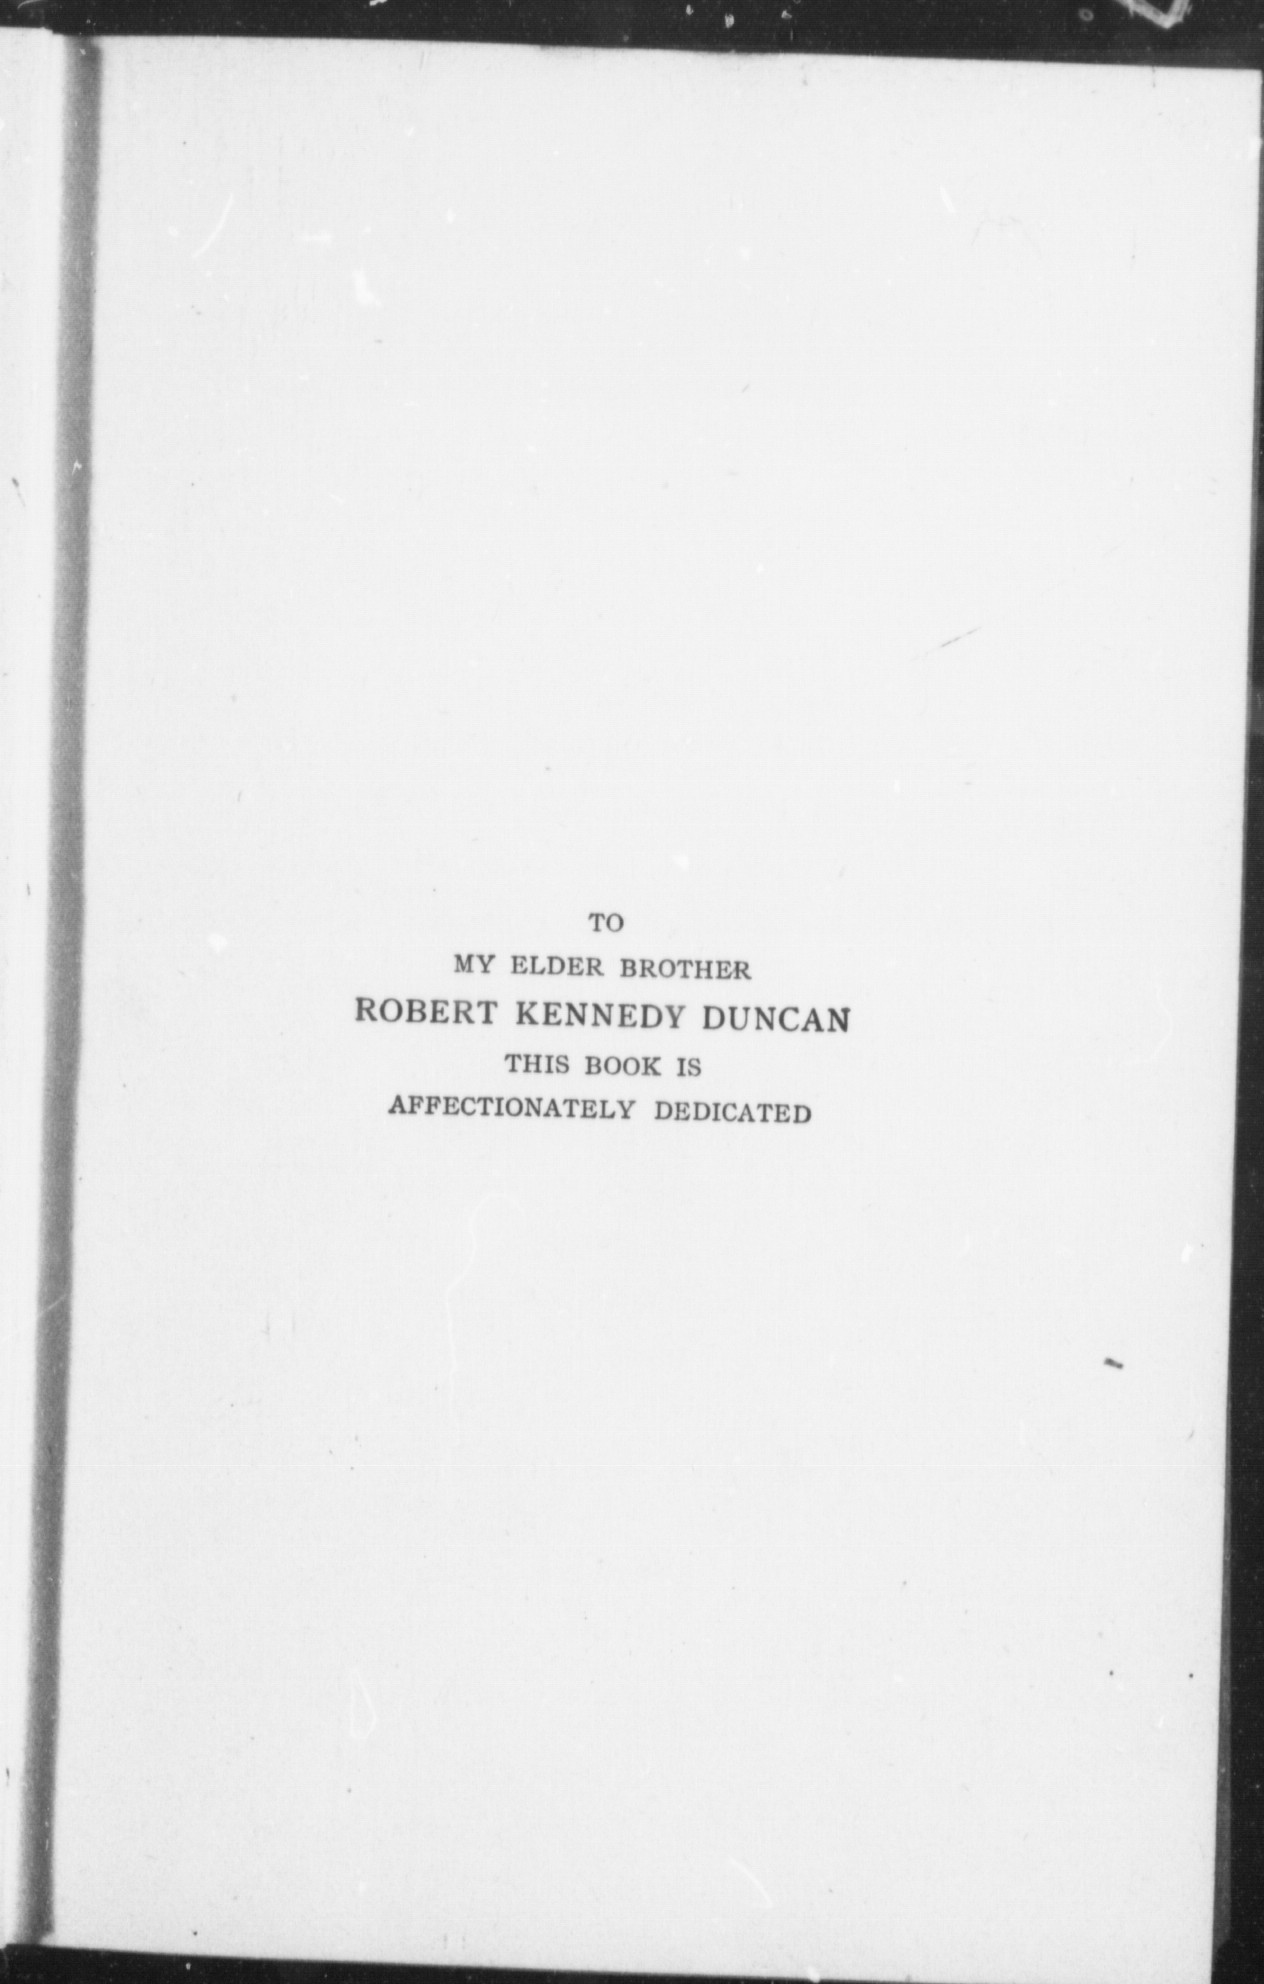 TO
MY ELDER BROTHER
ROBERT KENNEDY DUNCAN
THIS BOOK IS
AFFECTIONATELY DEDICATED